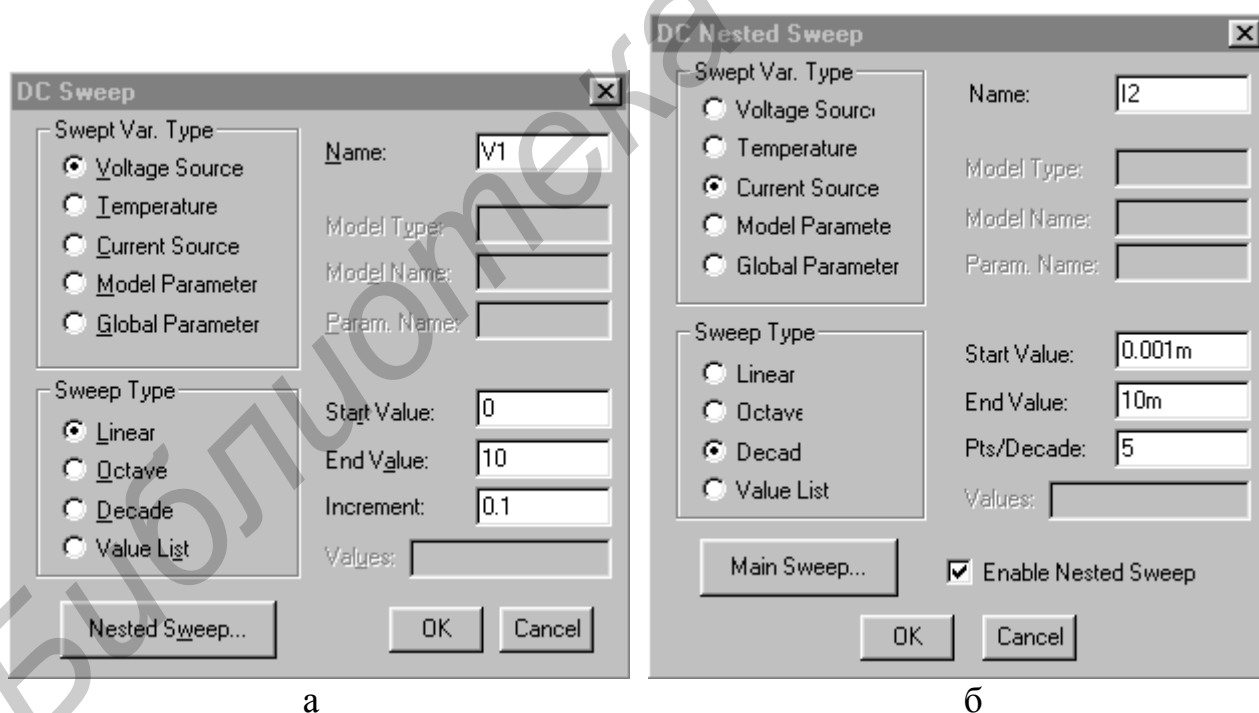 DC Sweep
Swept Var. Type
Voltage Source
Temperature
Current Source
Model Parameter
Global Parameter
Name: V1
Model Type:
Model Name:
Param. Name:
Sweep Type
Linear
Octave
Decade
Value List
Start Value: 0
End Value: 10
Increment: 0.1
Values:
Nested Sweep...
OK
Cancel
а
DC Nested Sweep
Swept Var. Type
Voltage Sourc
Temperature
Current Source
Model Paramete
Global Parameter
Name: I2
Model Type:
Model Name:
Param. Name:
Sweep Type
Linear
Octave
Decad
Value List
Start Value: 0.001m
End Value: 10m
Pts/Decade: 5
Values:
Main Sweep...
Enable Nested Sweep
OK
Cancel
б
Библиотека